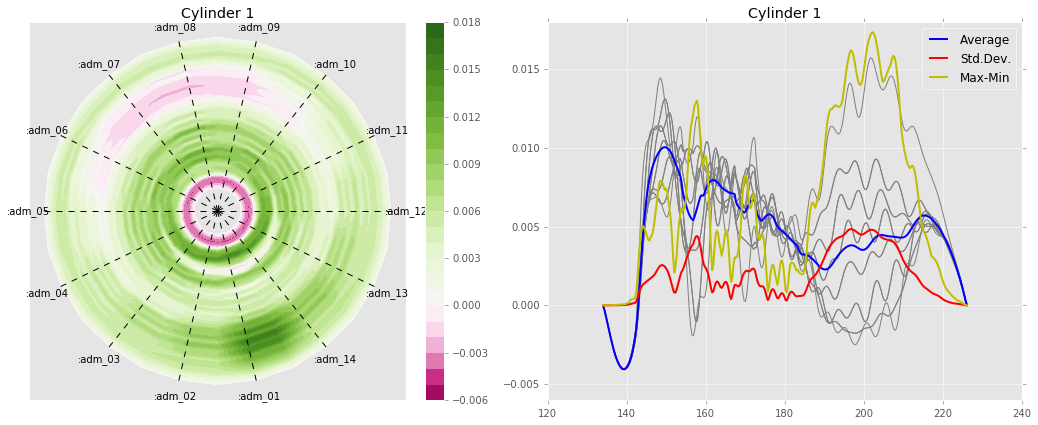 Cylinder 1
:adm_08
:adm_09
:adm_07
:adm_10
:adm_06
:adm_11
:adm_05
:adm_12
:adm_04
:adm_13
:adm_03
:adm_14
:adm_02
:adm_01
0.018
0.015
0.012
0.009
0.006
0.003
0.000
−0.003
−0.006
Cylinder 1
Average
Std.Dev.
Max-Min
0.015
0.010
0.005
0.000
−0.005
120
140
160
180
200
220
240